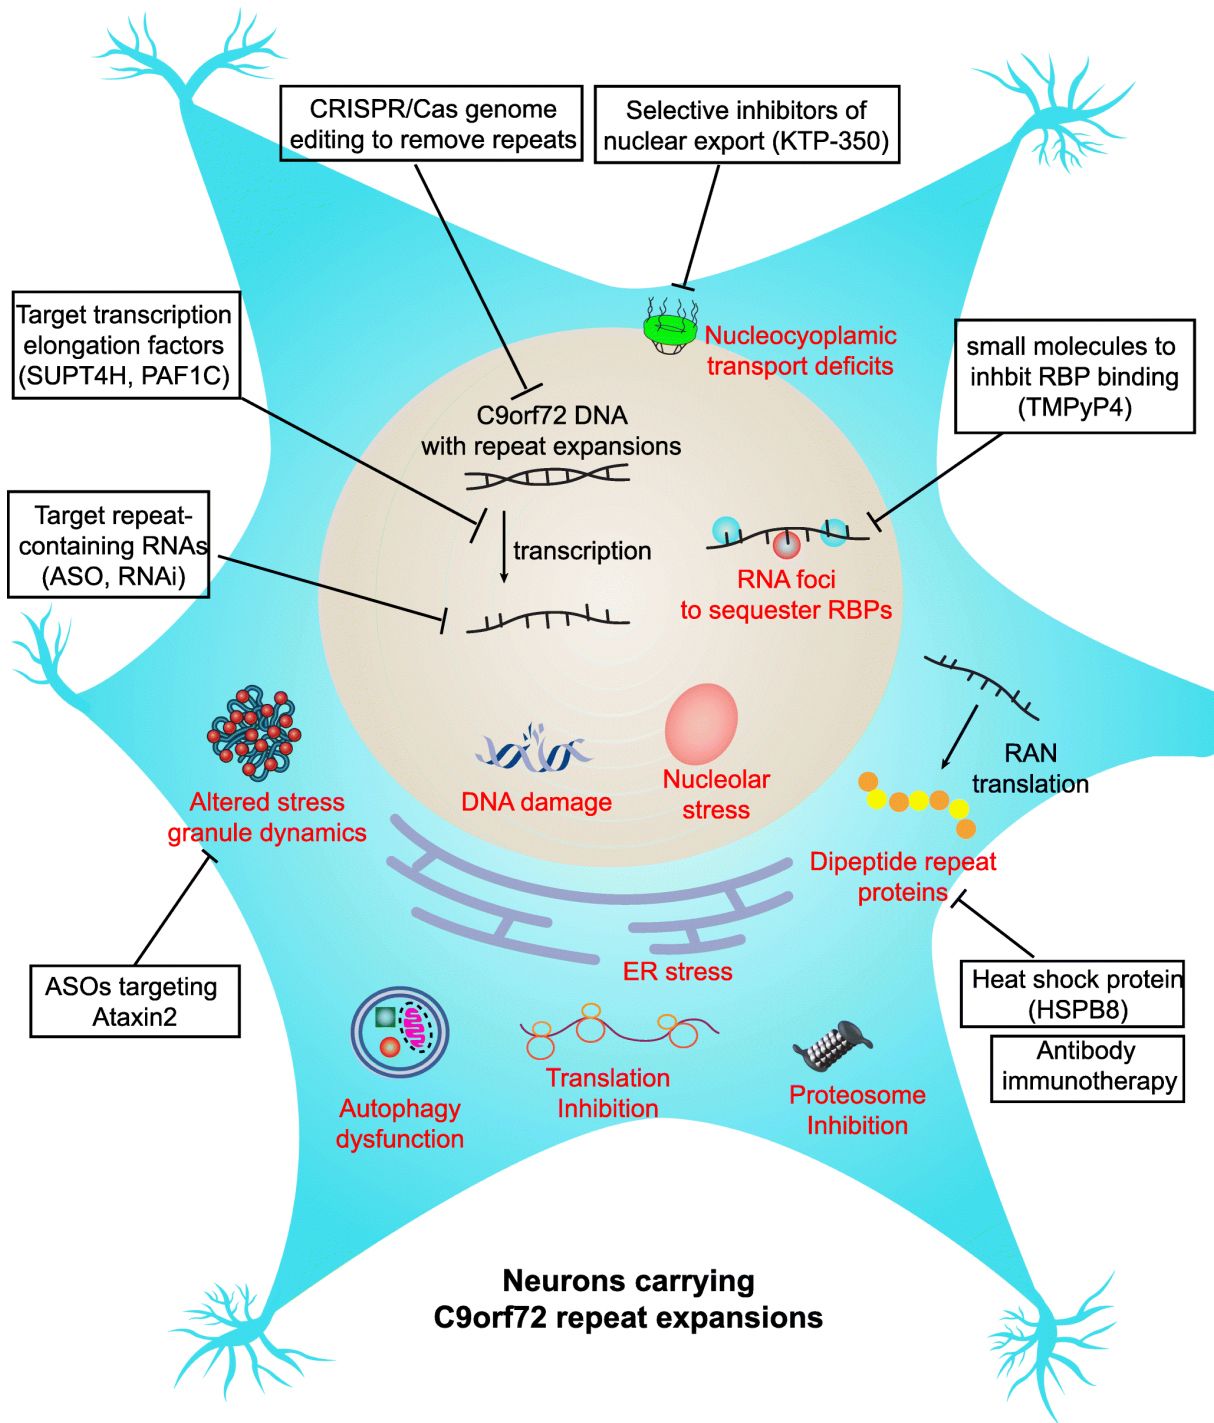 CRISPR/Cas genome
editing to remove repeats
Selective inhibitors of
nuclear export (KTP-350)
Target transcription
elongation factors
(SUPT4H, PAF1C)
Nucleocyoplamic
transport deficits
small molecules to
inhbit RBP binding
(TMPyP4)
C9orf72 DNA
with repeat expansions
Target repeat-
containing RNAs
(ASO, RNAi)
transcription
RNA foci
to sequester RBPs
RAN
translation
Altered stress
granule dynamics
DNA damage
Nucleolar
stress
Dipeptide repeat
proteins
ER stress
ASOs targeting
Ataxin2
Heat shock protein
(HSPB8)
Antibody
immunotherapy
Autophagy
dysfunction
Translation
Inhibition
Proteosome
Inhibition
Neurons carrying
C9orf72 repeat expansions